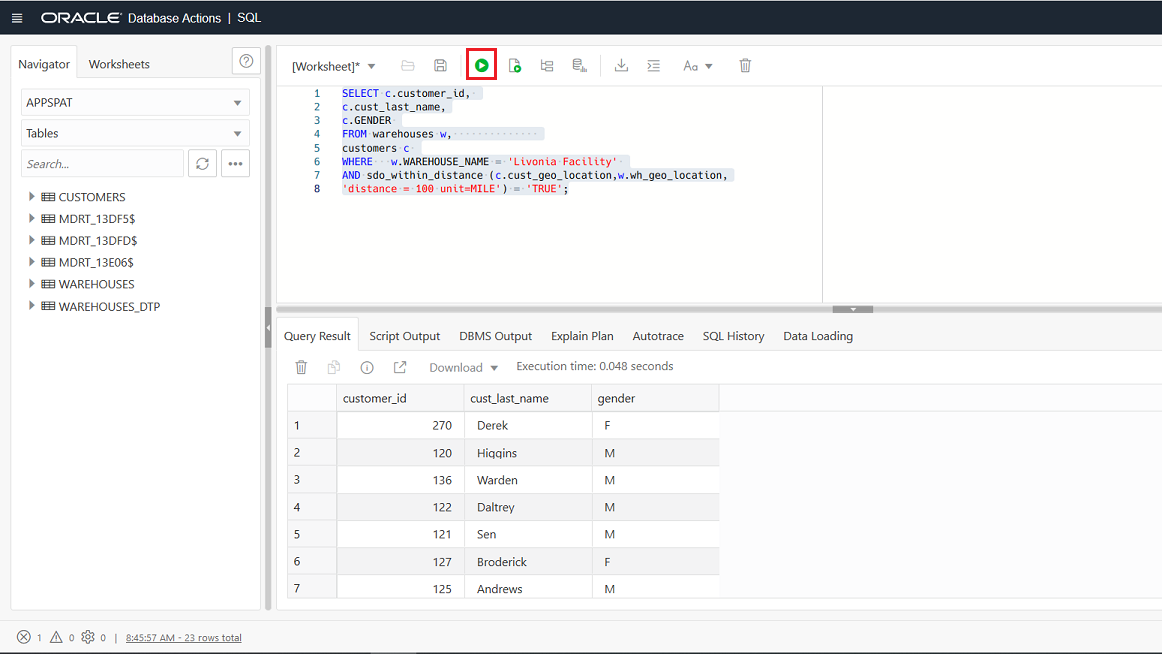 ORACLE Database Actions | SQL
Navigator
Worksheets
APPSPAT
Tables
Search...
CUSTOMERS
MDRT_13DF5$
MDRT_13DFD$
MDRT_13E06$
WAREHOUSES
WAREHOUSES_DTP
[Worksheet]*
Aa
1 SELECT c.customer_id,
2 c.cust_last_name,
3 c.GENDER
4 FROM warehouses w,
5 customers c
6 WHERE w.WAREHOUSE_NAME = 'Livonia Facility'
7 AND sdo_within_distance (c.cust_geo_location,w.wh_geo_location,
8 'distance = 100 unit=MILE') = 'TRUE';
Query Result Script Output DBMS Output Explain Plan Autotrace SQL History Data Loading
Download Execution time: 0.048 seconds
customer_id cust_last_name gender
1 270 Derek F
2 120 Higgins M
3 136 Warden M
4 122 Daltrey M
5 121 Sen M
6 127 Broderick F
7 125 Andrews M
1 0 0 | 8:45:57 AM - 23 rows total